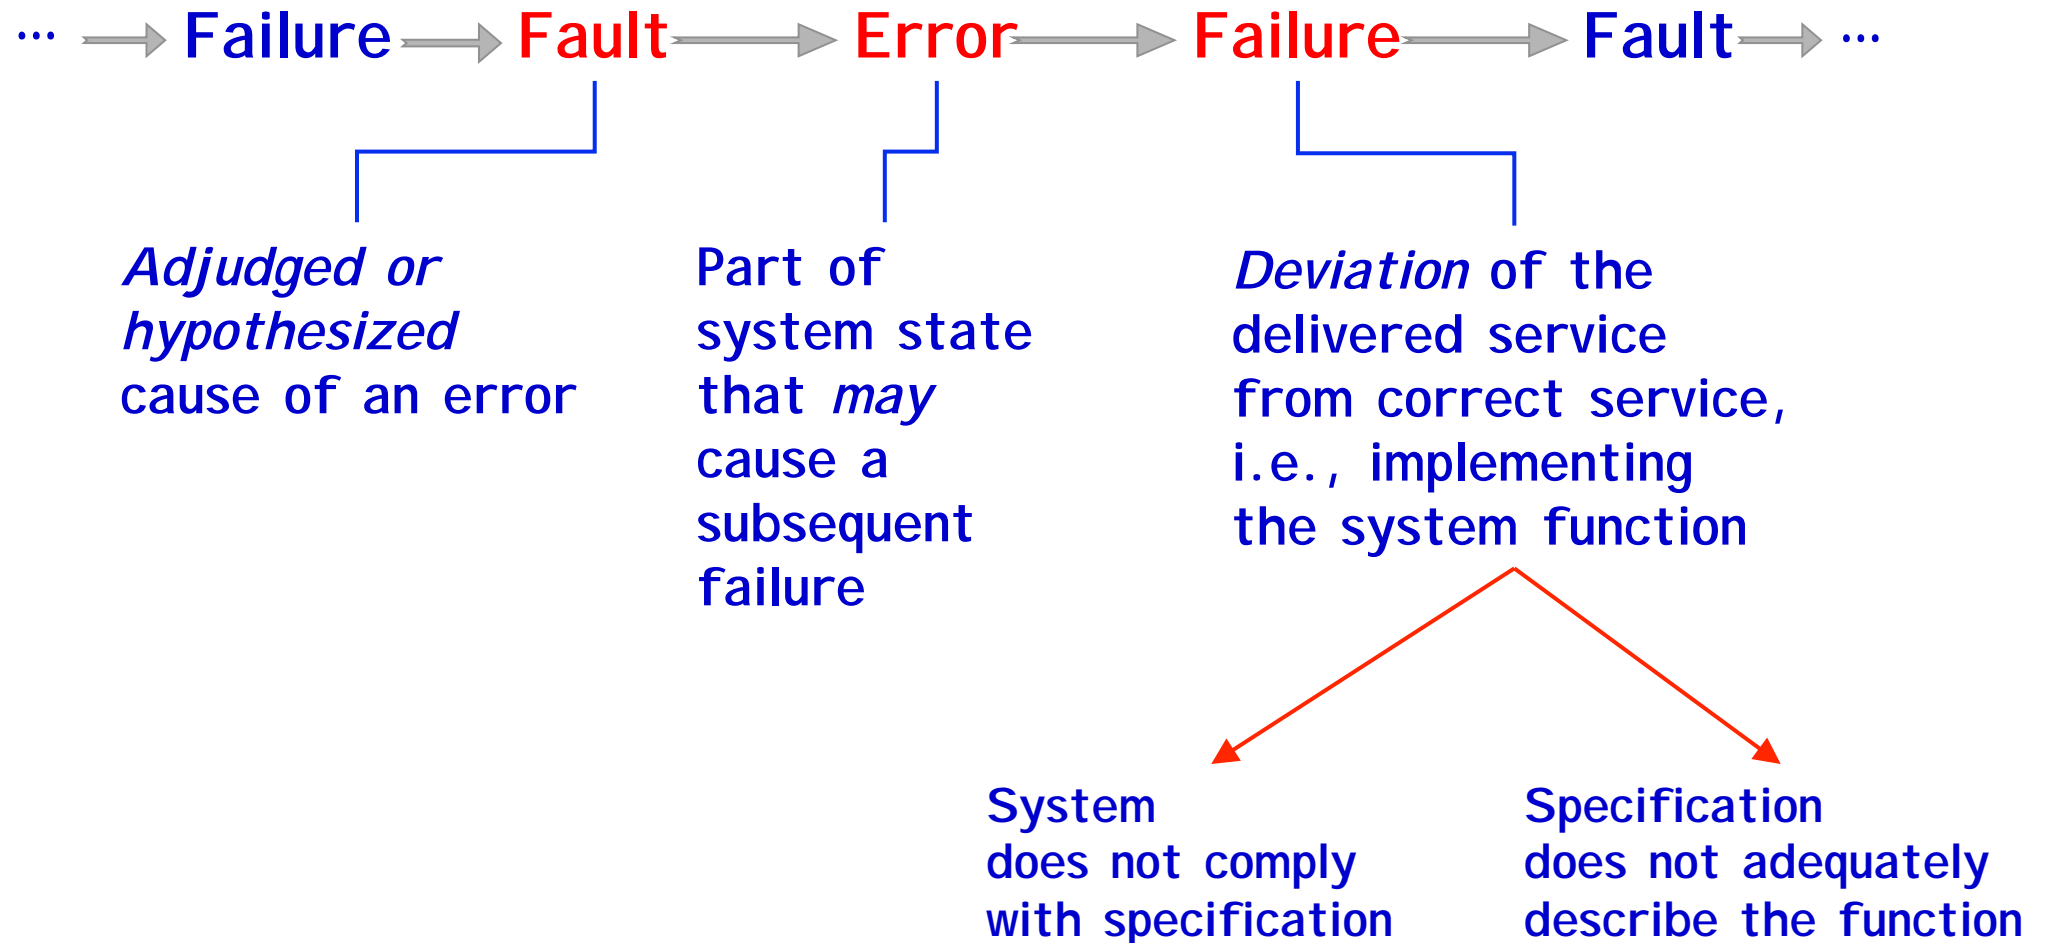 ... Failure Fault Error Failure Fault ...
Adjudged or
hypothesized
cause of an error
Part of
system state
that may
cause a
subsequent
failure
Deviation of the
delivered service
from correct service,
i.e., implementing
the system function
System
does not comply
with specification
Specification
does not adequately
describe the function